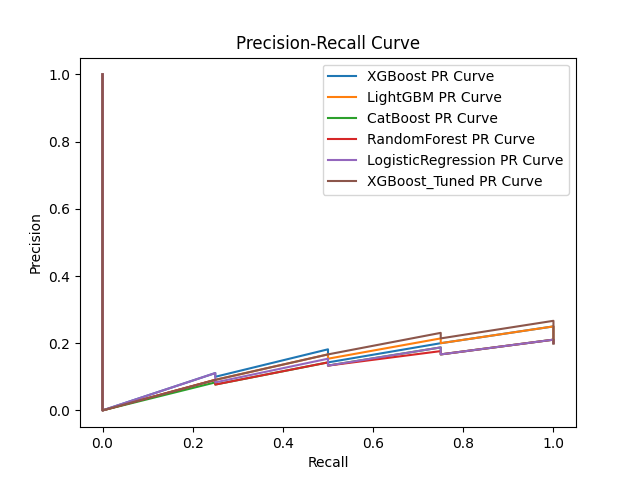 Precision-Recall Curve
XGBoost PR Curve
LightGBM PR Curve
CatBoost PR Curve
RandomForest PR Curve
LogisticRegression PR Curve
XGBoost_Tuned PR Curve
Precision
1.0
0.8
0.6
0.4
0.2
0.0
0.0 0.2 0.4 0.6 0.8 1.0
Recall